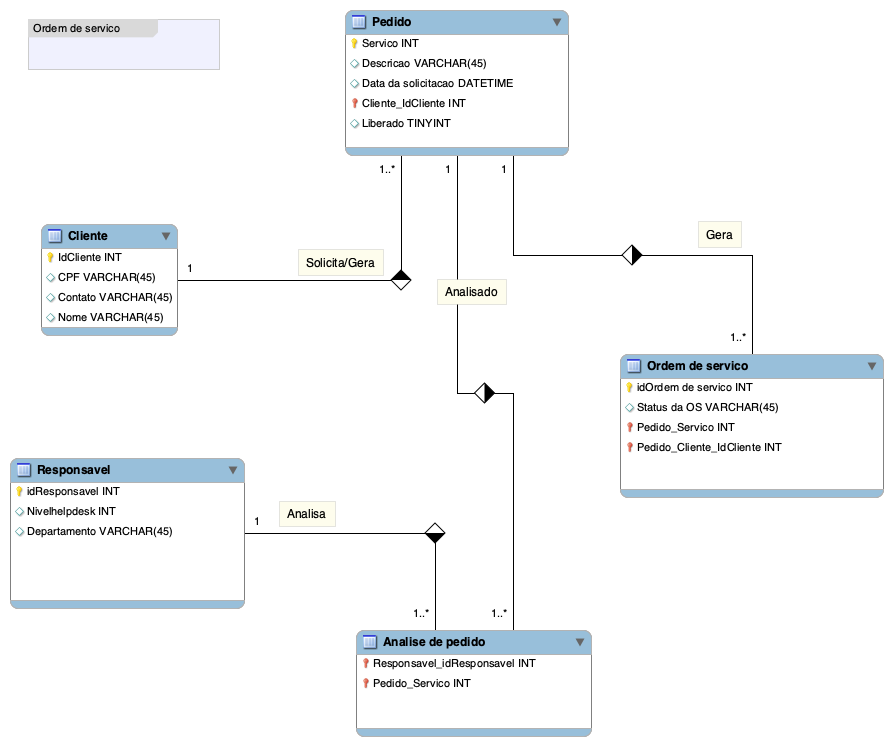 Ordem de servico
Pedido
Servico INT
Descricao VARCHAR(45)
Data da solicitacao DATETIME
Cliente_IdCliente INT
Liberado TINYINT
1..*
1
1
Gera
Cliente
IdCliente INT
CPF VARCHAR(45)
Contato VARCHAR(45)
Nome VARCHAR(45)
1
Solicita/Gera
Analisado
1..*
Ordem de servico
idOrdem de servico INT
Status da OS VARCHAR(45)
Pedido_Servico INT
Pedido_Cliente_IdCliente INT
Responsavel
idResponsavel INT
Nivelhelpdesk INT
Departamento VARCHAR(45)
1
Analisa
1..*
1..*
Analise de pedido
Responsavel_idResponsavel INT
Pedido_Servico INT